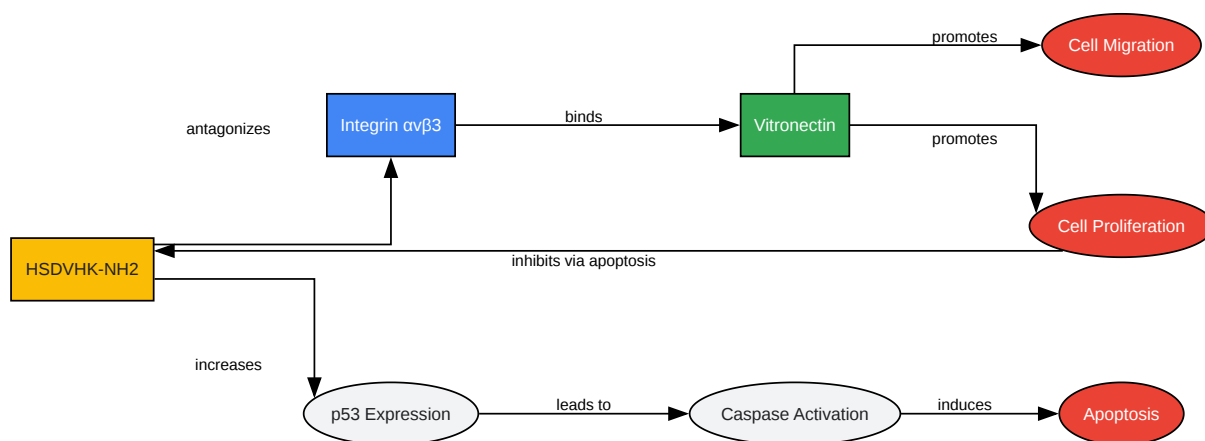 promotes
Cell Migration
antagonizes
Integrin αvβ3
binds
Vitronectin
promotes
Cell Proliferation
HSDVHK-NH2
inhibits via apoptosis
increases
p53 Expression
leads to
Caspase Activation
induces
Apoptosis